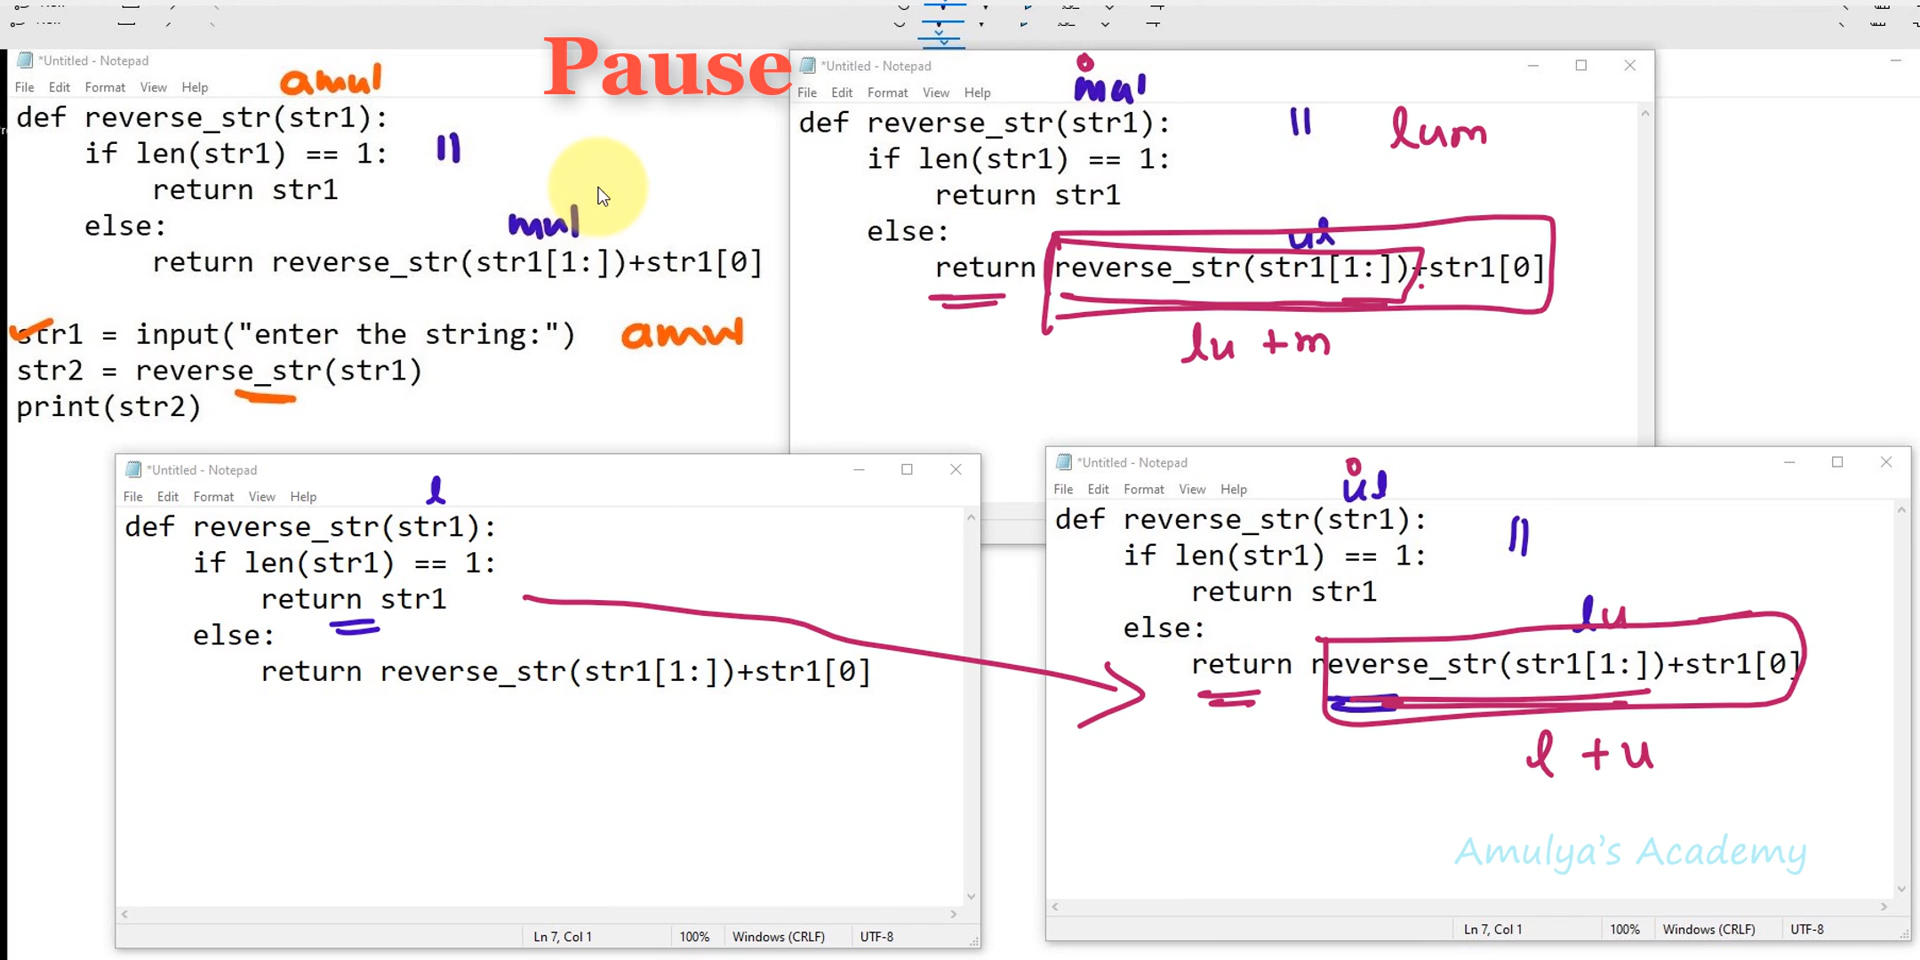 Pause
*Untitled - Notepad
File Edit Format View Help
amul
def reverse_str(str1):
if len(str1) == 1:
return str1
else:
mul
return reverse_str(str1[1:])+str1[0]
str1 = input("enter the string:")
amul
str2 = reverse_str(str1)
print(str2)
*Untitled - Notepad
File Edit Format View Help
mul
def reverse_str(str1):
lum
if len(str1) == 1:
return str1
else:
ul
return reverse_str(str1[1:])+str1[0]
lu + m
*Untitled - Notepad
File Edit Format View Help
l
def reverse_str(str1):
if len(str1) == 1:
return str1
else:
return reverse_str(str1[1:])+str1[0]
Ln 7, Col 1 100% Windows (CRLF) UTF-8
*Untitled - Notepad
File Edit Format View Help
ul
def reverse_str(str1):
if len(str1) == 1:
return str1
else:
lu
return reverse_str(str1[1:])+str1[0]
l + u
Amulya's Academy
Ln 7, Col 1 100% Windows (CRLF) UTF-8